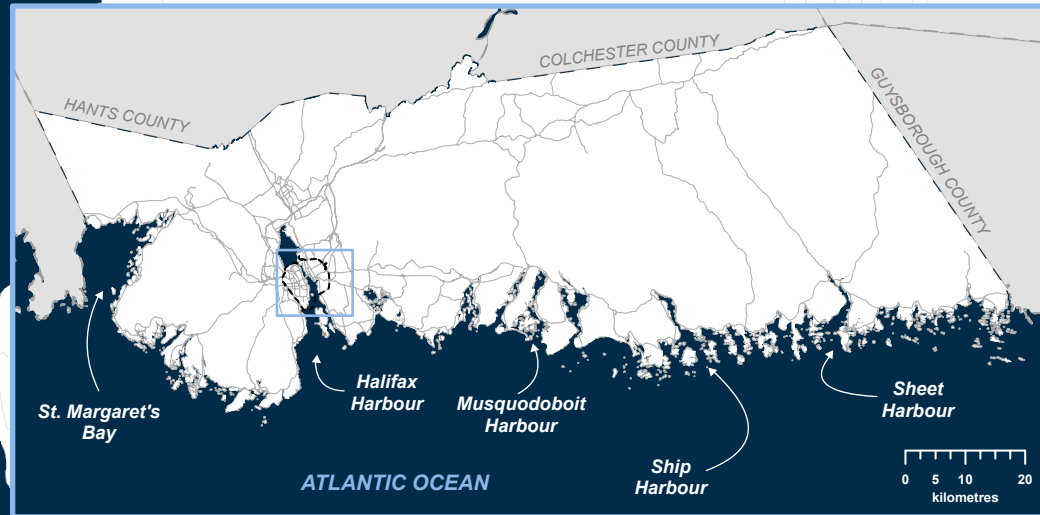 COLCHESTER COUNTY
HANTS COUNTY
GUYSBOROUGH COUNTY
St. Margaret's
Bay
Halifax
Harbour
Musquodoboit
Harbour
Ship
Harbour
Sheet
Harbour
ATLANTIC OCEAN
0 5 10 20
kilometres